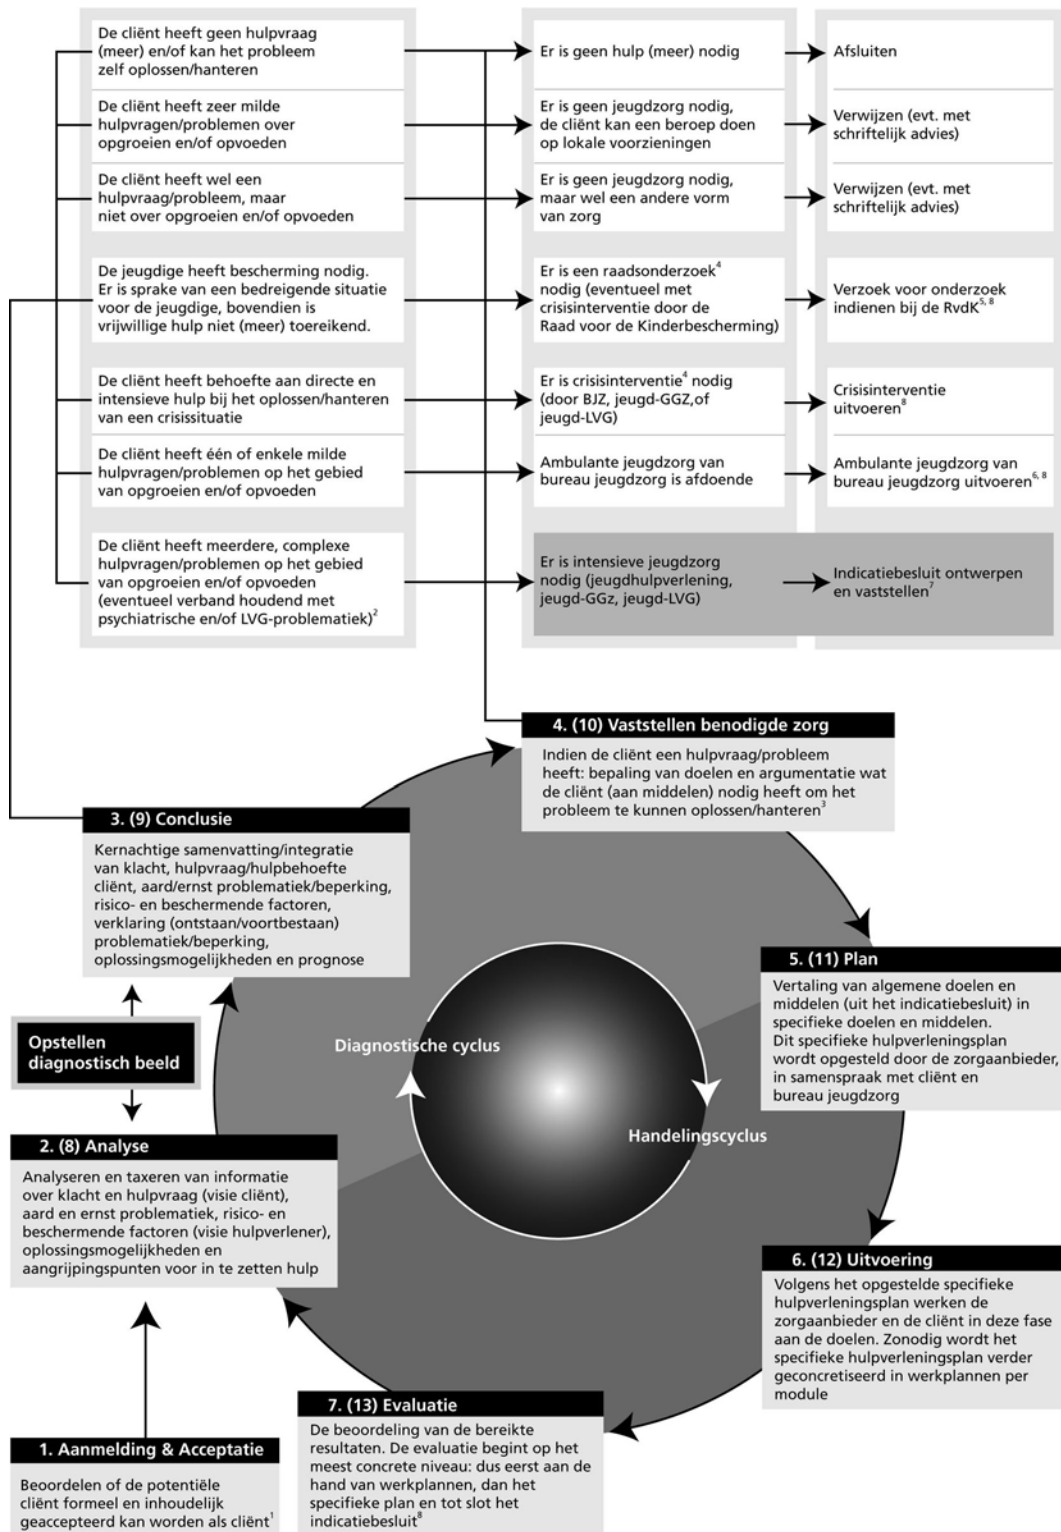 De cliënt heeft geen hulpvraag
(meer) en/of kan het probleem
zelf oplossen/hanteren
Er is geen hulp (meer) nodig
Afsluiten
De cliënt heeft zeer milde
hulpvragen/problemen over
opgroeien en/of opvoeden
Er is geen jeugdzorg nodig,
de cliënt kan een beroep doen
op lokale voorzieningen
Verwijzen (evt. met
schriftelijk advies)
De cliënt heeft wel een
hulpvraag/probleem, maar
niet over opgroeien en/of opvoeden
Er is geen jeugdzorg nodig,
maar wel een andere vorm
van zorg
Verwijzen (evt. met
schriftelijk advies)
De jeugdige heeft bescherming nodig.
Er is sprake van een bedreigende situatie
voor de jeugdige, bovendien is
vrijwillige hulp niet (meer) toereikend.
Er is een raadsonderzoek⁴
nodig (eventueel met
crisisinterventie door de
Raad voor de Kinderbescherming)
Verzoek voor onderzoek
indienen bij de RvdK⁵, ⁸
De cliënt heeft behoefte aan directe en
intensieve hulp bij het oplossen/hanteren
van een crisissituatie
Er is crisisinterventie⁴ nodig
(door BJZ, jeugd-GGZ,of
jeugd-LVG)
Crisisinterventie
uitvoeren⁸
De cliënt heeft één of enkele milde
hulpvragen/problemen op het gebied
van opgroeien en/of opvoeden
Ambulante jeugdzorg van
bureau jeugdzorg is afdoende
Ambulante jeugdzorg van
bureau jeugdzorg uitvoeren⁶, ⁸
De cliënt heeft meerdere, complexe
hulpvragen/problemen op het gebied
van opgroeien en/of opvoeden
(eventueel verband houdend met
psychiatrische en/of LVG-problematiek)²
Er is intensieve jeugdzorg
nodig (jeugdhulpverlening,
jeugd-GGz, jeugd-LVG)
Indicatiebesluit ontwerpen
en vaststellen⁷
4. (10) Vaststellen benodigde zorg
Indien de cliënt een hulpvraag/probleem
heeft: bepaling van doelen en argumentatie wat
de cliënt (aan middelen) nodig heeft om het
probleem te kunnen oplossen/hanteren³
3. (9) Conclusie
Kernachtige samenvatting/integratie
van klacht, hulpvraag/hulpbehoefte
cliënt, aard/ernst problematiek/beperking,
risico- en beschermende factoren,
verklaring (ontstaan/voortbestaan)
problematiek/beperking,
oplossingsmogelijkheden en prognose
5. (11) Plan
Vertaling van algemene doelen en
middelen (uit het indicatiebesluit) in
specifieke doelen en middelen.
Dit specifieke hulpverleningsplan
wordt opgesteld door de zorgaanbieder,
in samenspraak met cliënt en
bureau jeugdzorg
Opstellen
diagnostisch beeld
Diagnostische cyclus
Handelingscyclus
2. (8) Analyse
Analyseren en taxeren van informatie
over klacht en hulpvraag (visie cliënt),
aard en ernst problematiek, risico- en
beschermende factoren (visie hulpverlener),
oplossingsmogelijkheden en
aangrijpingspunten voor in te zetten hulp
6. (12) Uitvoering
Volgens het opgestelde specifieke
hulpverleningsplan werken de
zorgaanbieder en de cliënt in deze fase
aan de doelen. Zonodig wordt het
specifieke hulpverleningsplan verder
geconcretiseerd in werkplannen per
module
7. (13) Evaluatie
De beoordeling van de bereikte
resultaten. De evaluatie begint op het
meest concrete niveau: dus eerst aan de
hand van werkplannen, dan het
specifieke plan en tot slot het
indicatiebesluit⁸
1. Aanmelding & Acceptatie
Beoordelen of de potentiële
cliënt formeel en inhoudelijk
geaccepteerd kan worden als cliënt¹